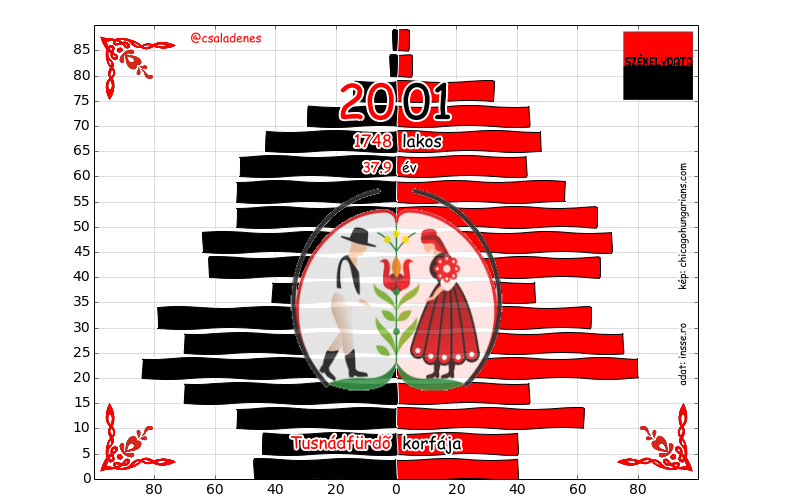 @csaladenes
SZÉKELYDATA
2001
1748 lakos
37.9 év
kép: chicagohungarians.com
adat: insse.ro
Tusnádfürdő korfája
85
80
75
70
65
60
55
50
45
40
35
30
25
20
15
10
5
0
80 60 40 20 0 20 40 60 80